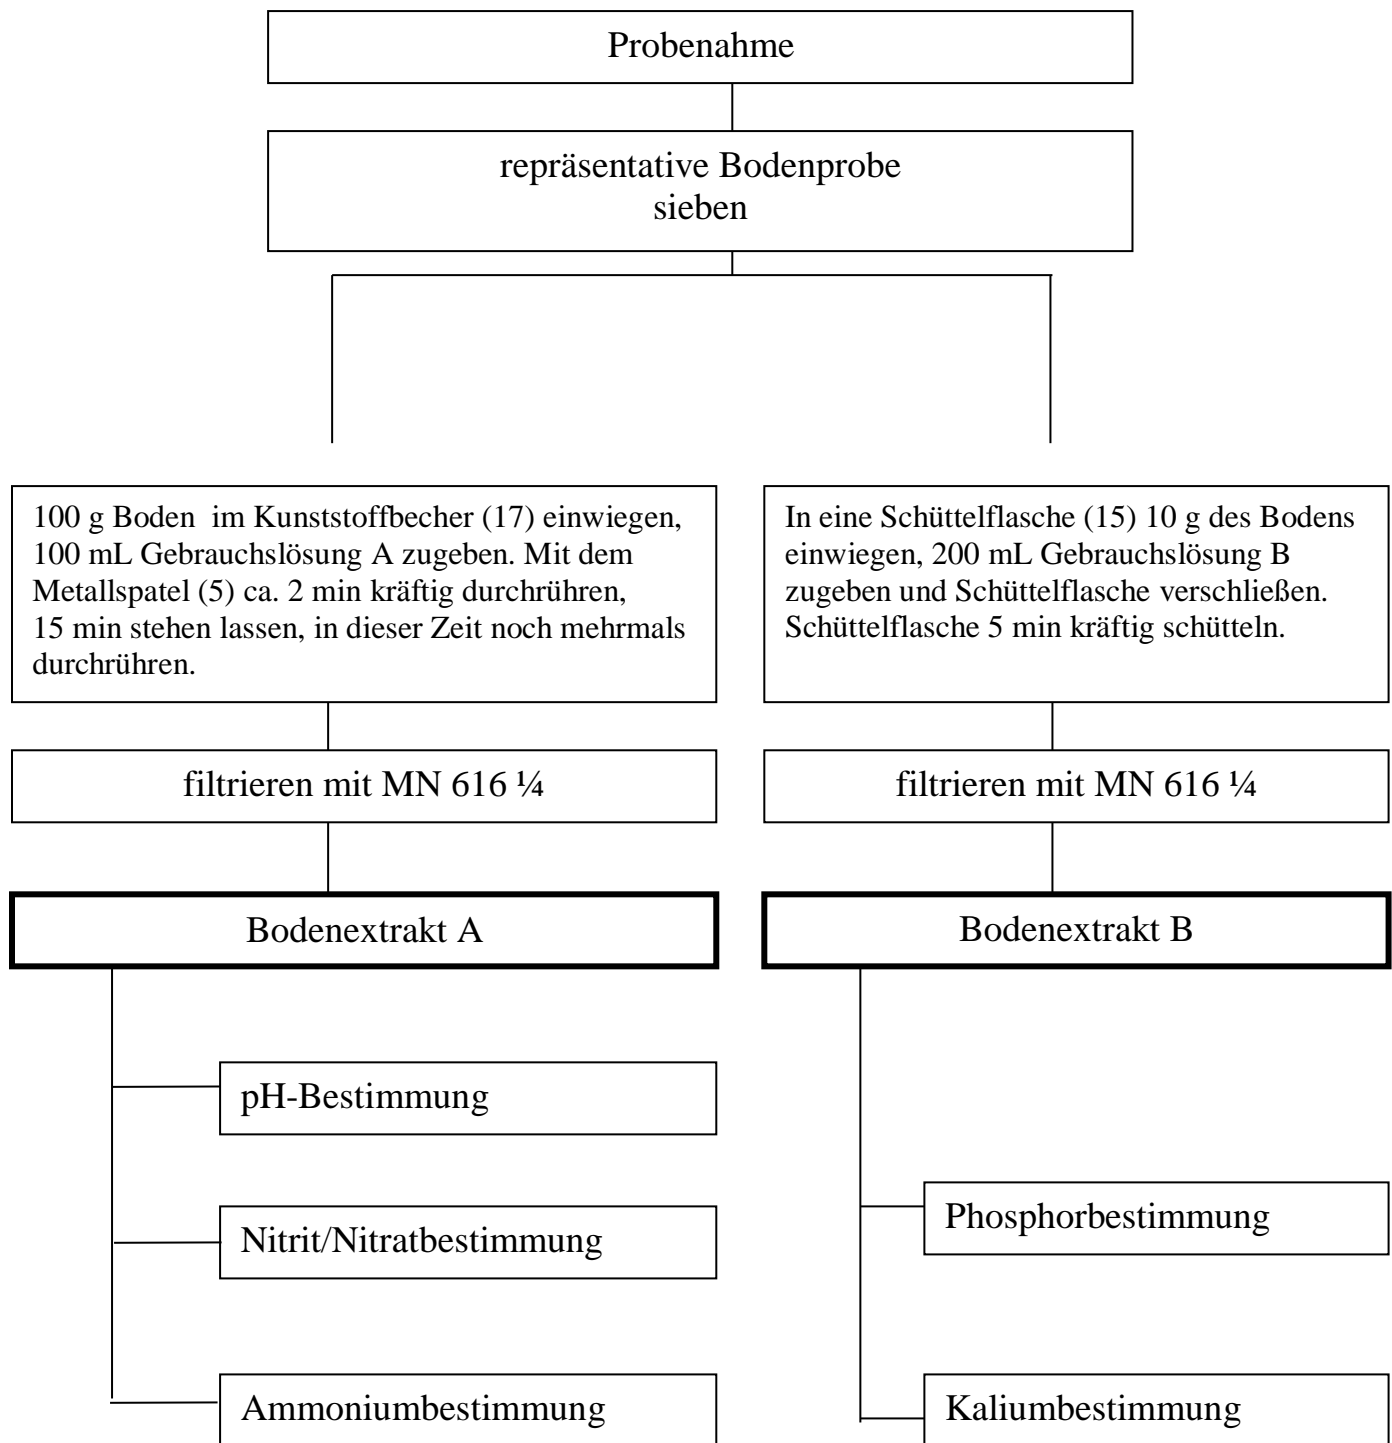 Probenahme
repräsentative Bodenprobe
sieben
100 g Boden im Kunststoffbecher (17) einwiegen,
100 mL Gebrauchslösung A zugeben. Mit dem
Metallspatel (5) ca. 2 min kräftig durchrühren,
15 min stehen lassen, in dieser Zeit noch mehrmals
durchrühren.
filtrieren mit MN 616 ¼
Bodenextrakt A
pH-Bestimmung
Nitrit/Nitratbestimmung
Ammoniumbestimmung
In eine Schüttelflasche (15) 10 g des Bodens
einwiegen, 200 mL Gebrauchslösung B
zugeben und Schüttelflasche verschließen.
Schüttelflasche 5 min kräftig schütteln.
filtrieren mit MN 616 ¼
Bodenextrakt B
Phosphorbestimmung
Kaliumbestimmung